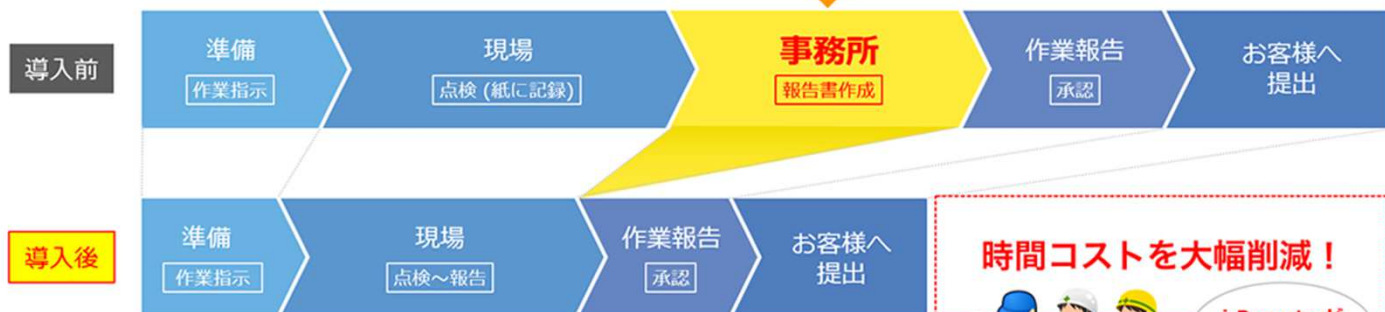 導入前
準備
作業指示
現場
点検 (紙に記録)
事務所
報告書作成
作業報告
承認
お客様へ
提出
導入後
準備
作業指示
現場
点検～報告
作業報告
承認
お客様へ
提出
時間コストを大幅削減！